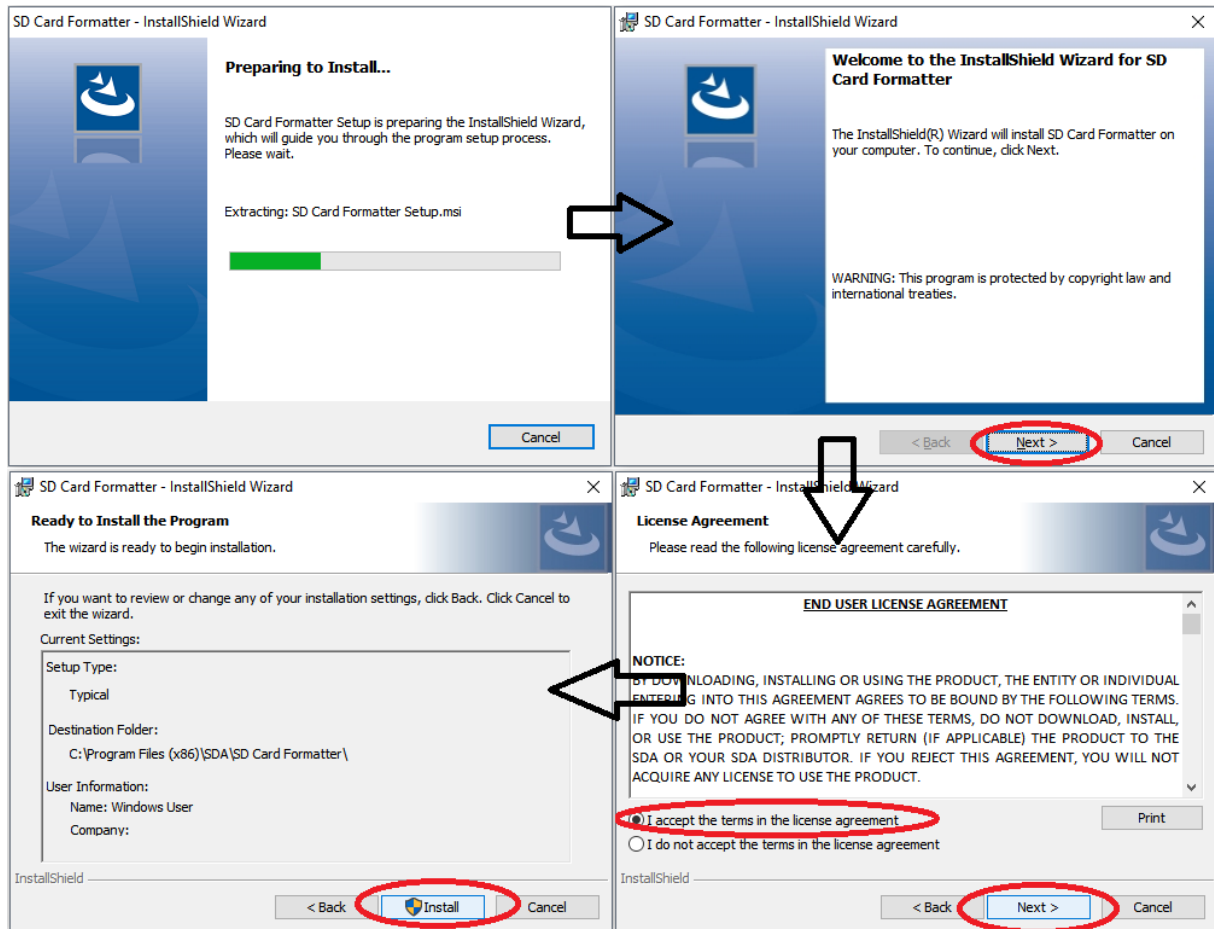 SD Card Formatter - InstallShield Wizard
Preparing to Install...
SD Card Formatter Setup is preparing the InstallShield Wizard,
which will guide you through the program setup process.
Please wait.
Extracting: SD Card Formatter Setup.msi
Cancel
SD Card Formatter - InstallShield Wizard
Welcome to the InstallShield Wizard for SD
Card Formatter
The InstallShield(R) Wizard will install SD Card Formatter on
your computer. To continue, click Next.
WARNING: This program is protected by copyright law and
international treaties.
< Back
Next >
Cancel
SD Card Formatter - InstallShield Wizard
License Agreement
Please read the following license agreement carefully.
END USER LICENSE AGREEMENT
NOTICE:
BY DOWNLOADING, INSTALLING OR USING THE PRODUCT, THE ENTITY OR INDIVIDUAL
ENTERING INTO THIS AGREEMENT AGREES TO BE BOUND BY THE FOLLOWING TERMS.
IF YOU DO NOT AGREE WITH ANY OF THESE TERMS, DO NOT DOWNLOAD, INSTALL,
OR USE THE PRODUCT; PROMPTLY RETURN (IF APPLICABLE) THE PRODUCT TO THE
SDA OR YOUR SDA DISTRIBUTOR. IF YOU REJECT THIS AGREEMENT, YOU WILL NOT
ACQUIRE ANY LICENSE TO USE THE PRODUCT.
I accept the terms in the license agreement
Print
I do not accept the terms in the license agreement
InstallShield
< Back
Next >
Cancel
SD Card Formatter - InstallShield Wizard
Ready to Install the Program
The wizard is ready to begin installation.
If you want to review or change any of your installation settings, click Back. Click Cancel to
exit the wizard.
Current Settings:
Setup Type:
Typical
Destination Folder:
C:\Program Files (x86)\SDA\SD Card Formatter\
User Information:
Name: Windows User
Company:
InstallShield
< Back
Install
Cancel